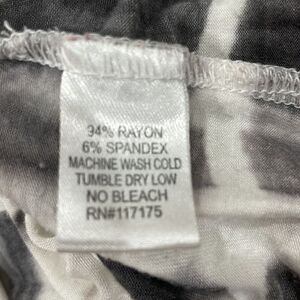 94% RAYON
6% SPANDEX
MACHINE WASH COLD
TUMBLE DRY LOW
NO BLEACH
RN#117175